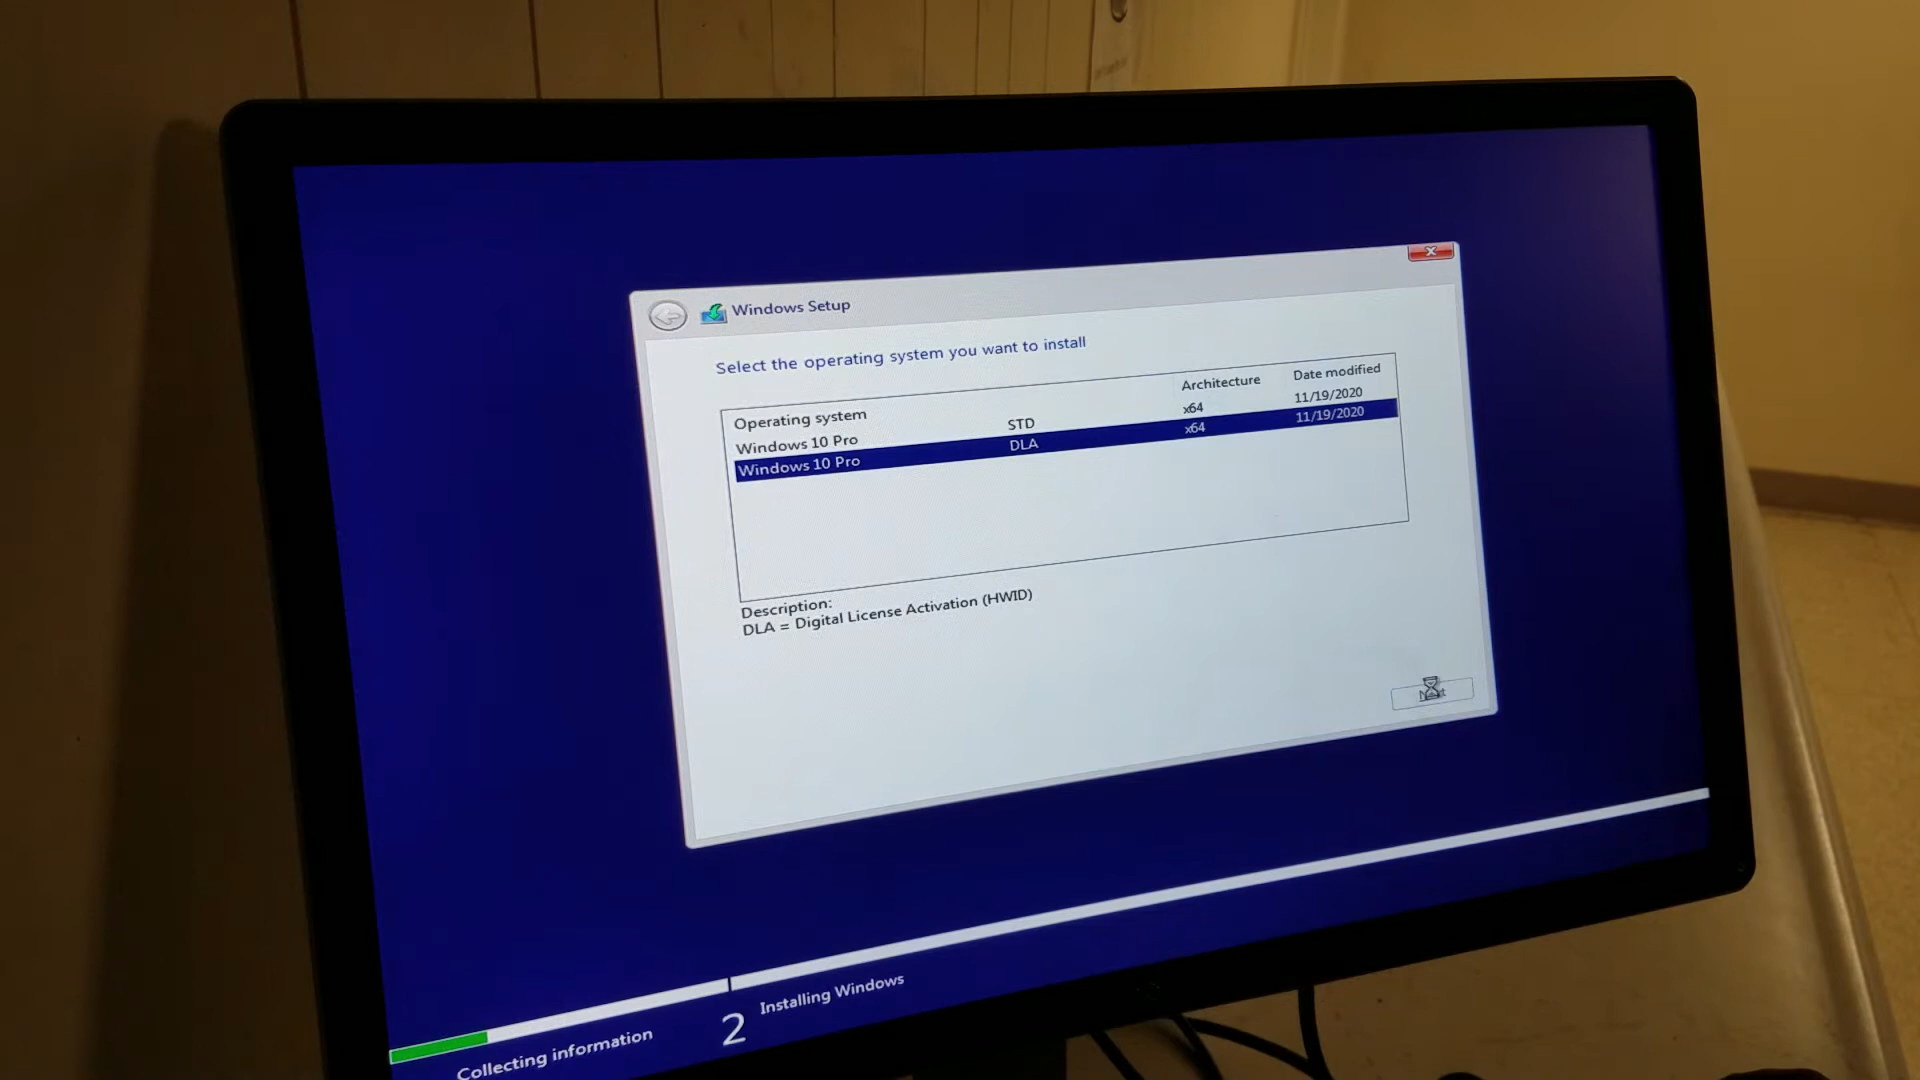 Windows Setup
Select the operating system you want to install
Operating system Architecture Date modified
Windows 10 Pro STD x64 11/19/2020
Windows 10 Pro DLA x64 11/19/2020
Description:
DLA = Digital License Activation (HWID)
Collecting information
2 Installing Windows